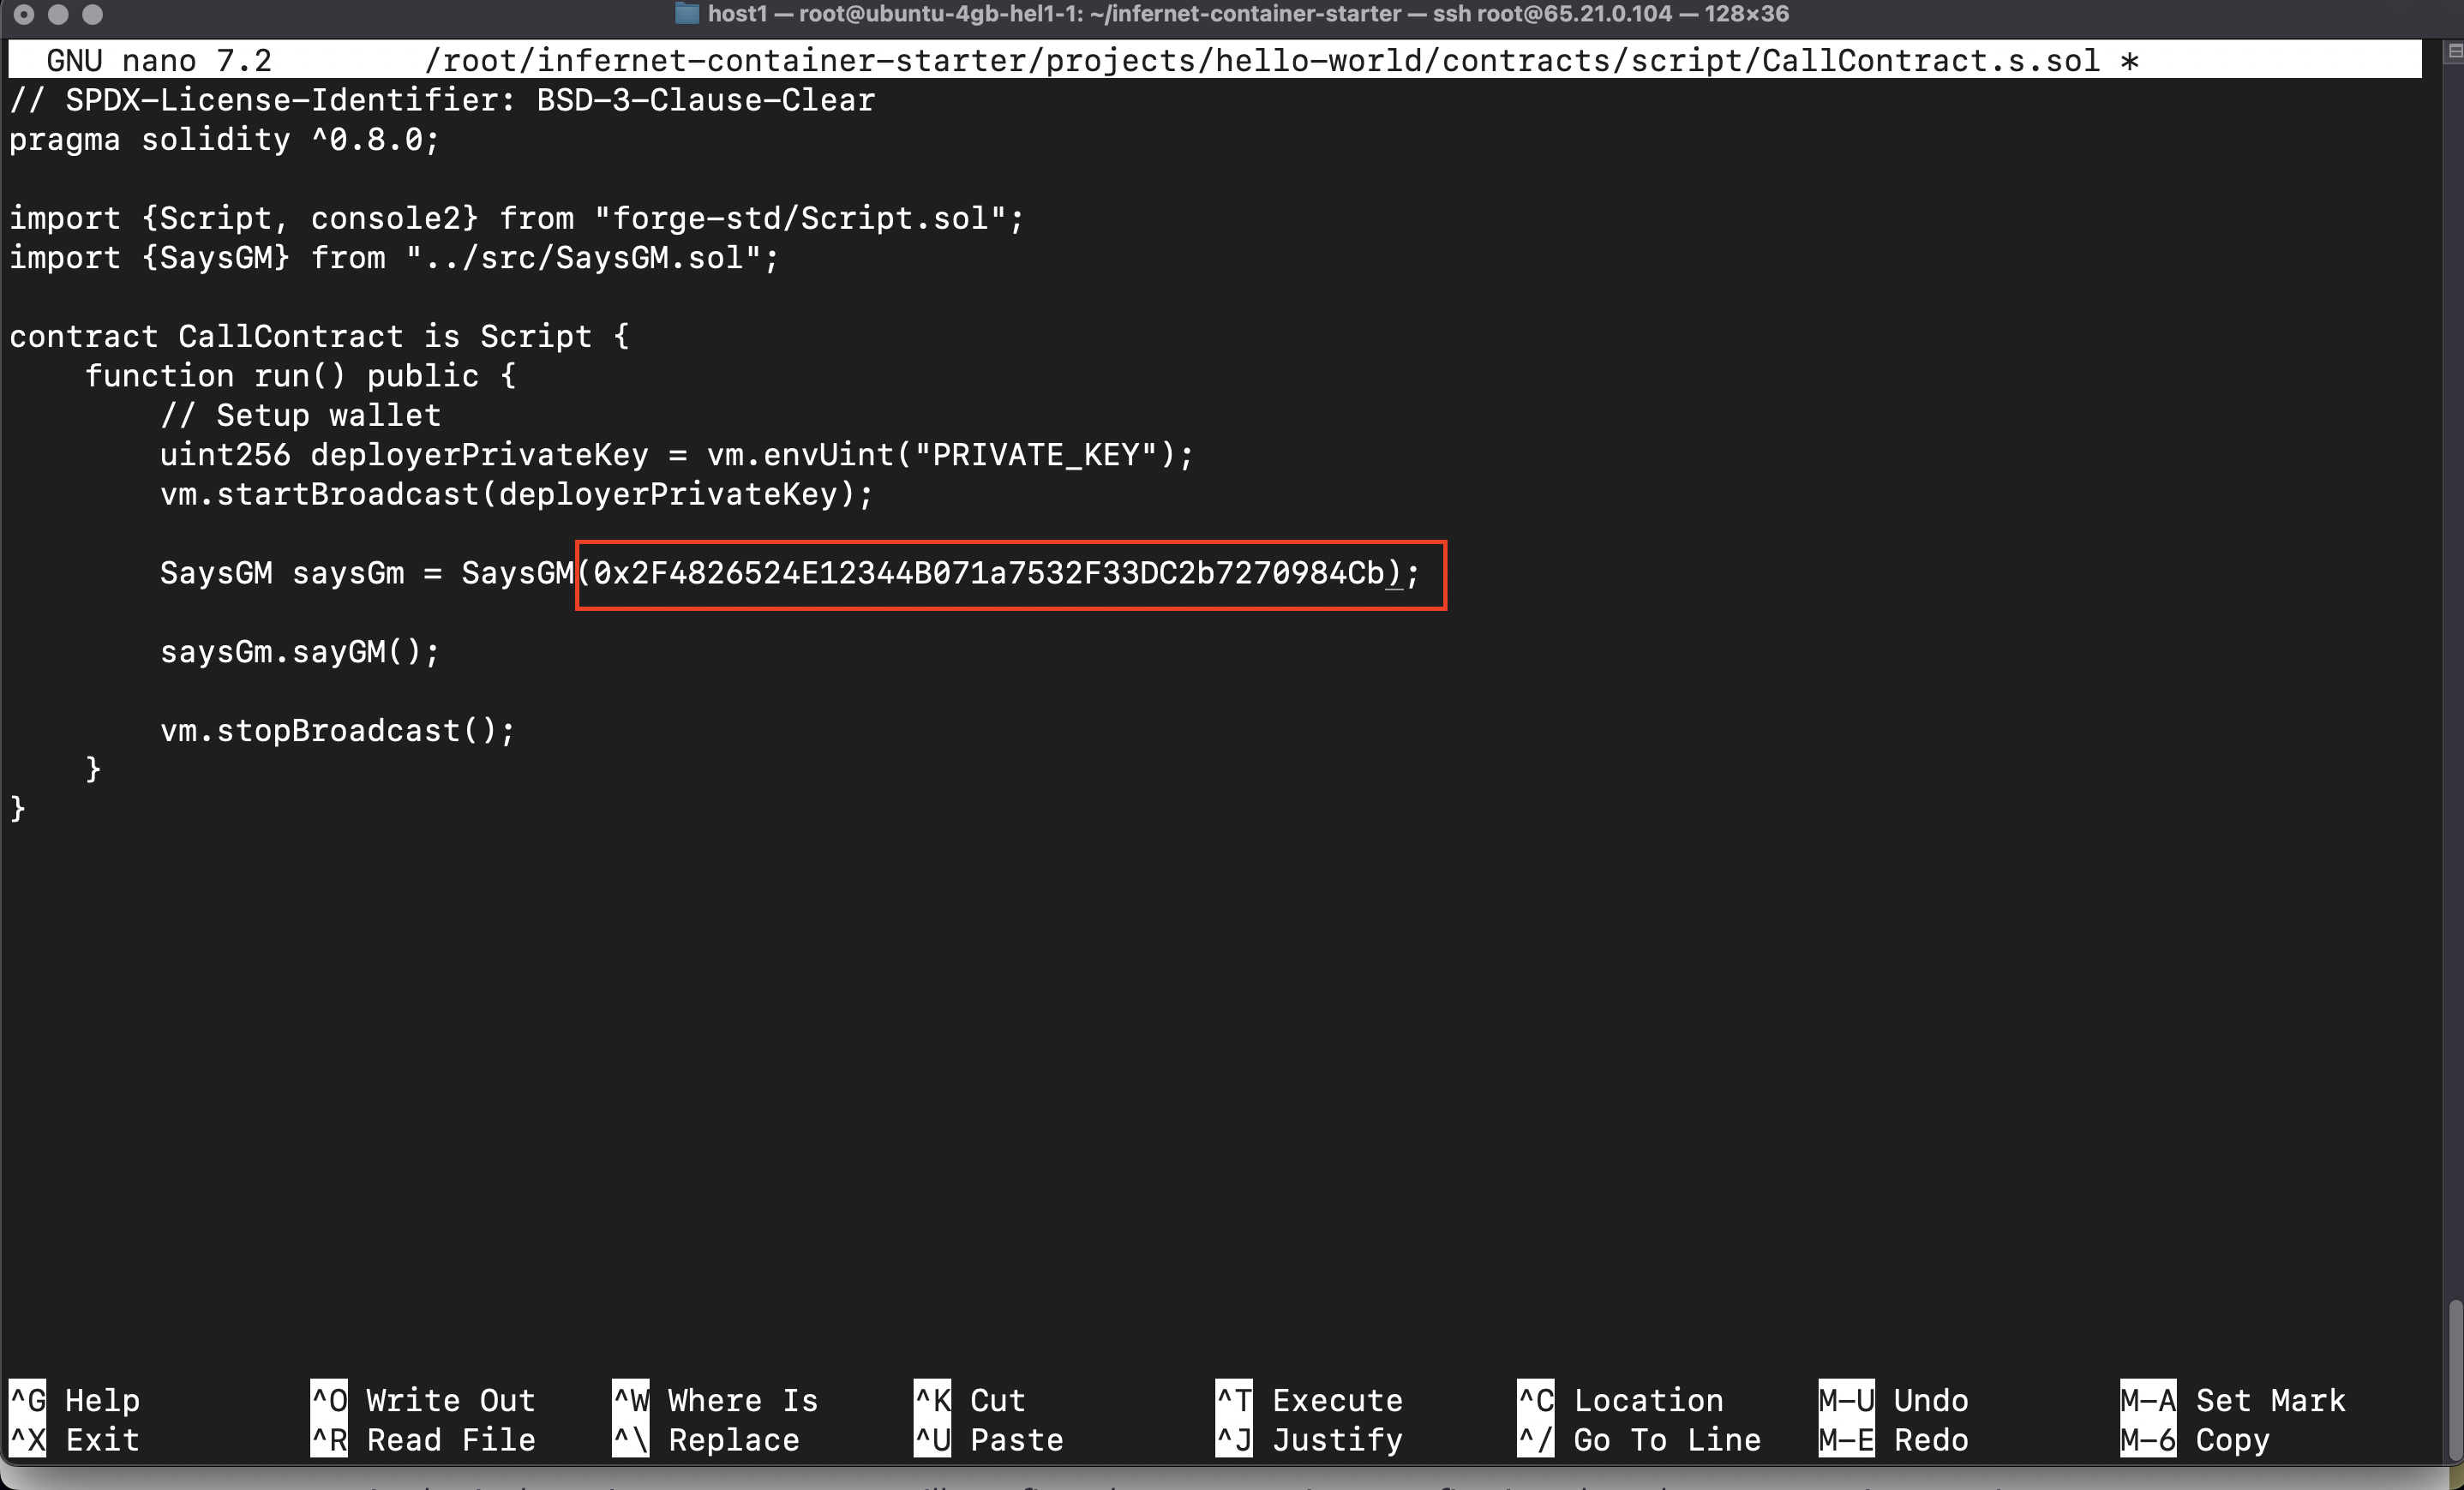 host1 — root@ubuntu-4gb-hel1-1: ~/infernet-container-starter — ssh root@65.21.0.104 — 128×36
GNU nano 7.2 /root/infernet-container-starter/projects/hello-world/contracts/script/CallContract.s.sol *
// SPDX-License-Identifier: BSD-3-Clause-Clear
pragma solidity ^0.8.0;
import {Script, console2} from "forge-std/Script.sol";
import {SaysGM} from "../src/SaysGM.sol";
contract CallContract is Script {
function run() public {
// Setup wallet
uint256 deployerPrivateKey = vm.envUint("PRIVATE_KEY");
vm.startBroadcast(deployerPrivateKey);
SaysGM saysGm = SaysGM(0x2F4826524E12344B071a7532F33DC2b7270984Cb);
saysGm.sayGM();
vm.stopBroadcast();
}
}
^G Help ^O Write Out ^W Where Is ^K Cut ^T Execute ^C Location M-U Undo M-A Set Mark
^X Exit ^R Read File ^\ Replace ^U Paste ^J Justify ^/ Go To Line M-E Redo M-6 Copy